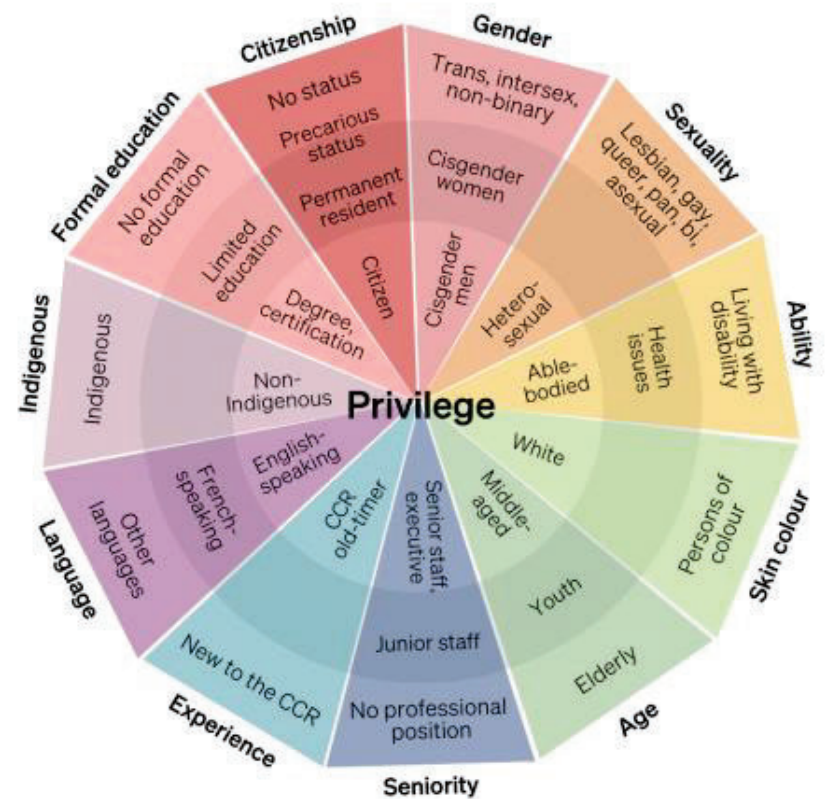 Citizenship
No status
Precarious
status
Permanent
resident
Citizen
Gender
Trans, intersex,
non-binary
Cisgender
women
Cisgender
men
Sexuality
Lesbian, gay,
queer, pan, bi,
asexual
Hetero-
sexual
Ability
Living with
disability
Health
issues
Able-
bodied
Skin colour
Persons of
colour
White
Age
Elderly
Youth
Middle-
aged
Seniority
No professional
position
Junior staff
Senior staff,
executive
Experience
New to the CCR
CCR
old-timer
Language
Other
languages
French-
speaking
English-
speaking
Indigenous
Indigenous
Non-
Indigenous
Formal education
No formal
education
Limited
education
Degree,
certification
Privilege